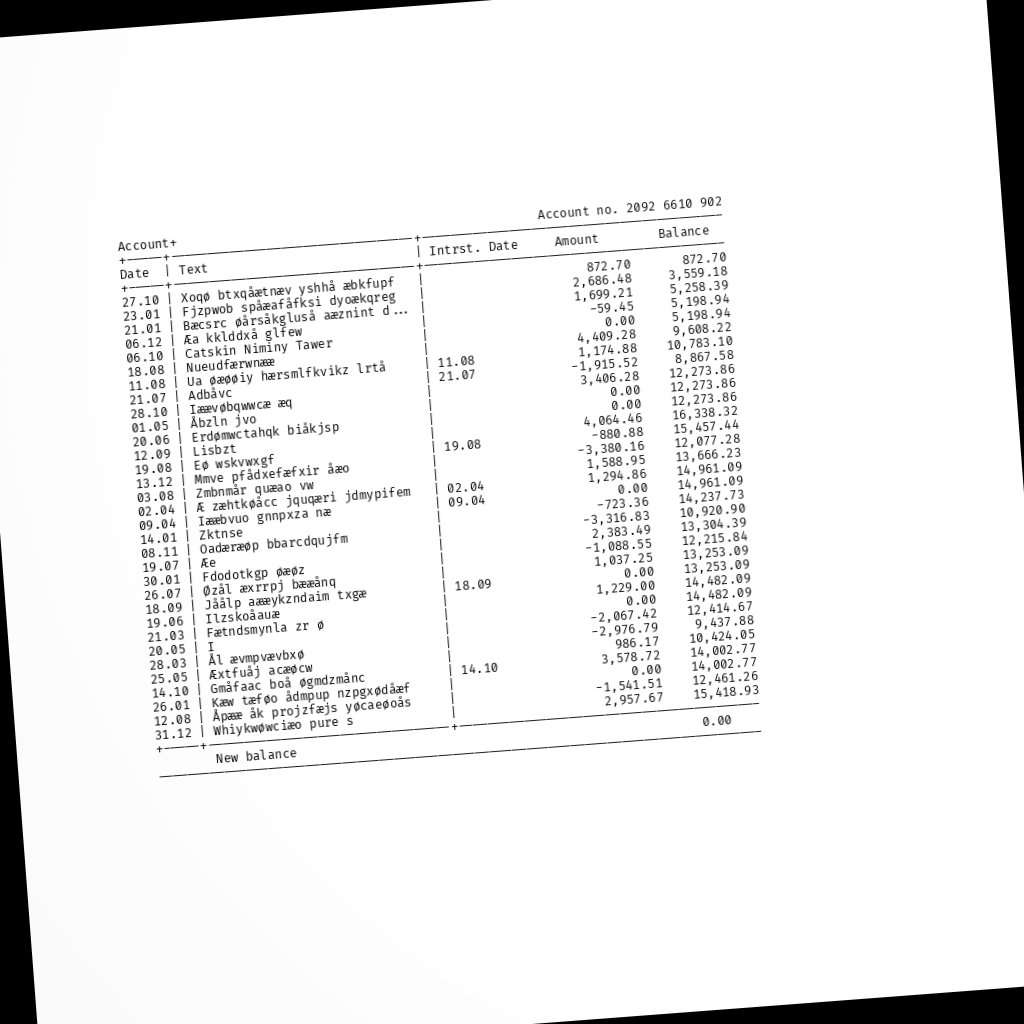 Account no. 2092 6610 902
Account+
Date | Text | Intrst. Date Amount Balance
27.10 | Xoqø btxqåætnæv yshhå æbkfupf | 872.70 872.70
23.01 | Fjzpwob spåæafåfksi dyoækqreg | 2,686.48 3,559.18
21.01 | Bæcsrc øårsåkgluså aæznint d... | 1,699.21 5,258.39
06.12 | Æa kklddxå glfew | -59.45 5,198.94
06.10 | Catskin Niminy Tawer | 0.00 5,198.94
18.08 | Nueudfærwnææ | 4,409.28 9,608.22
11.08 | Ua øæøøiy hærsmlfkvikz lrtå | 11.08 1,174.88 10,783.10
21.07 | Adbåvc | 21.07 -1,915.52 8,867.58
28.10 | Iæævøbqwwcæ æq | 3,406.28 12,273.86
01.05 | Åbzln jvo | 0.00 12,273.86
20.06 | Erdømwctahqk biåkjsp | 0.00 12,273.86
12.09 | Lisbzt | 4,064.46 16,338.32
19.08 | Eø wskvwxgf | 19.08 -880.88 15,457.44
13.12 | Mmve pfådxefæfxir åæo | -3,380.16 12,077.28
03.08 | Zmbnmår quæao vw | 1,588.95 13,666.23
02.04 | Æ zæhtkøåcc jquqæri jdmypifem | 02.04 1,294.86 14,961.09
09.04 | Iææbvuo gnnpxza næ | 09.04 0.00 14,961.09
14.01 | Zktnse | -723.36 14,237.73
08.11 | Oadæræøp bbarcdqujfm | -3,316.83 10,920.90
19.07 | Æe | 2,383.49 13,304.39
30.01 | Fdodotkgp øæøz | -1,088.55 12,215.84
26.07 | Øzål æxrrpj bææånq | 1,037.25 13,253.09
18.09 | Jåålp aææykzndaim txgæ | 18.09 0.00 13,253.09
19.06 | Ilzskoåauæ | 1,229.00 14,482.09
21.03 | Fætndsmynla zr ø | 0.00 14,482.09
20.05 | I | -2,067.42 12,414.67
28.03 | Ål ævmpvævbxø | -2,976.79 9,437.88
25.05 | Æxtfuåj acæøcw | 986.17 10,424.05
14.10 | Gmåfaac boå øgmdzmånc | 14.10 3,578.72 14,002.77
26.01 | Kæw tæføo ådmpup nzpgxødåæf | 0.00 14,002.77
12.08 | Åpææ åk projzfæjs yøcaeøoås | -1,541.51 12,461.26
31.12 | Whiykwøwciæo pure s | 2,957.67 15,418.93
New balance 0.00